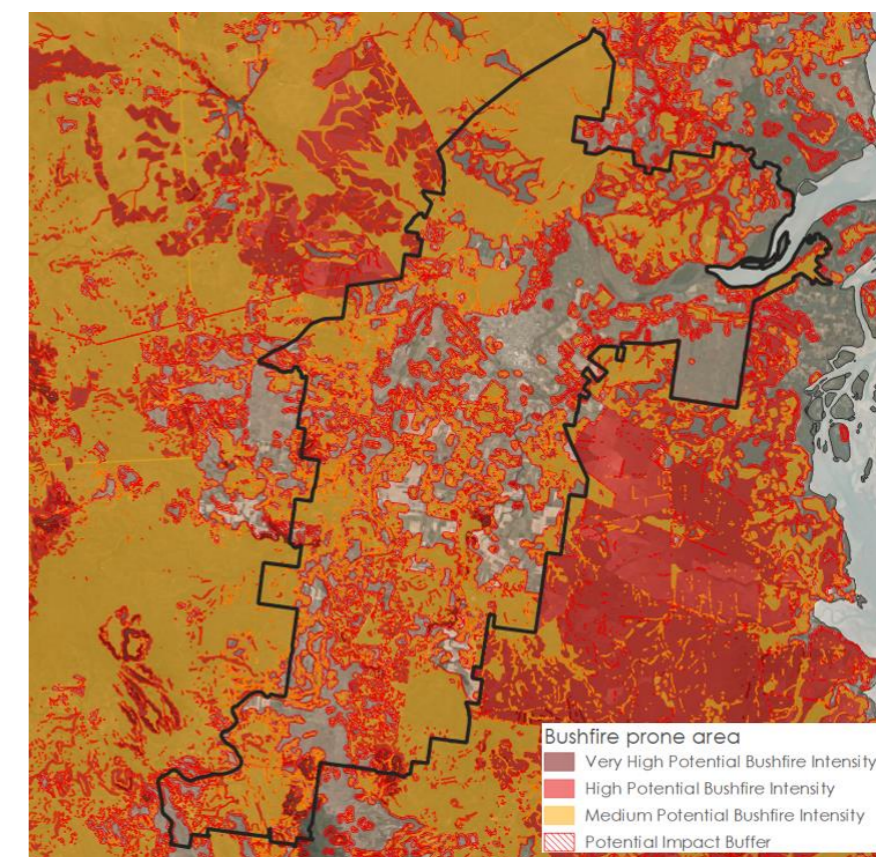 Bushfire prone area
Very High Potential Bushfire Intensity
High Potential Bushfire Intensity
Medium Potential Bushfire Intensity
Potential Impact Buffer